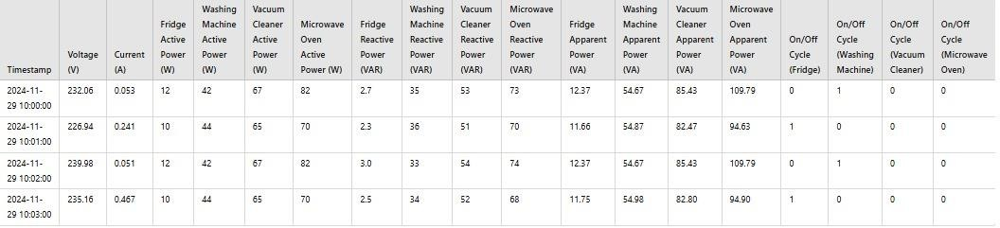 Timestamp Voltage (V) Current (A) Fridge Active Power (W) Washing Machine Active Power (W) Vacuum Cleaner Active Power (W) Microwave Oven Active Power (W) Fridge Reactive Power (VAR) Washing Machine Reactive Power (VAR) Vacuum Cleaner Reactive Power (VAR) Microwave Oven Reactive Power (VAR) Fridge Apparent Power (VA) Washing Machine Apparent Power (VA) Vacuum Cleaner Apparent Power (VA) Microwave Oven Apparent Power (VA) On/Off Cycle (Fridge) On/Off Cycle (Washing Machine) On/Off Cycle (Vacuum Cleaner) On/Off Cycle (Microwave Oven)
2024-11-29 10:00:00 232.06 0.053 12 42 67 82 2.7 35 53 73 12.37 54.67 85.43 109.79 0 1 0 0
2024-11-29 10:01:00 226.94 0.241 10 44 65 70 2.3 36 51 70 11.66 54.87 82.47 94.63 1 0 0 0
2024-11-29 10:02:00 239.98 0.051 12 42 67 82 3.0 33 54 74 12.37 54.67 85.43 109.79 0 1 0 0
2024-11-29 10:03:00 235.16 0.467 10 44 65 70 2.5 34 52 68 11.75 54.98 82.80 94.90 1 0 0 0